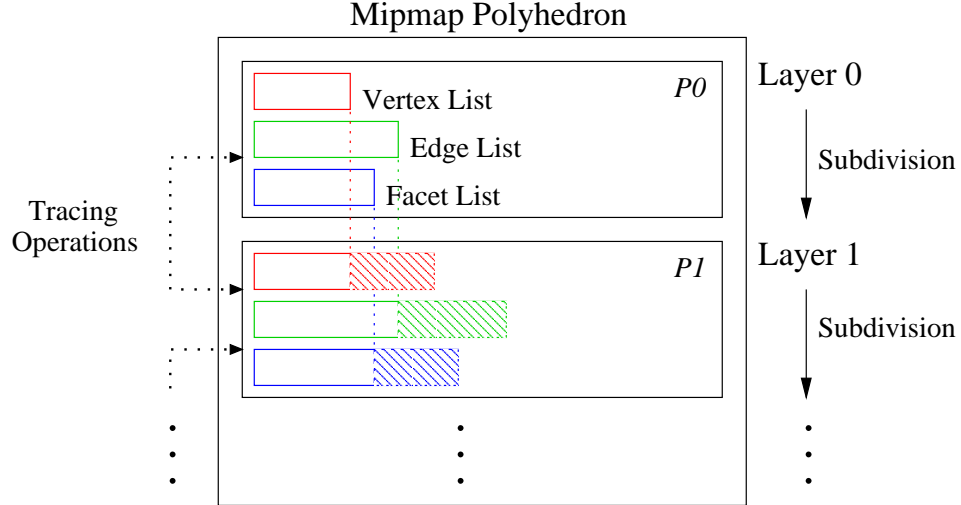 Mipmap Polyhedron
P0
Layer 0
Vertex List
Edge List
Subdivision
Facet List
Tracing
Operations
P1
Layer 1
Subdivision